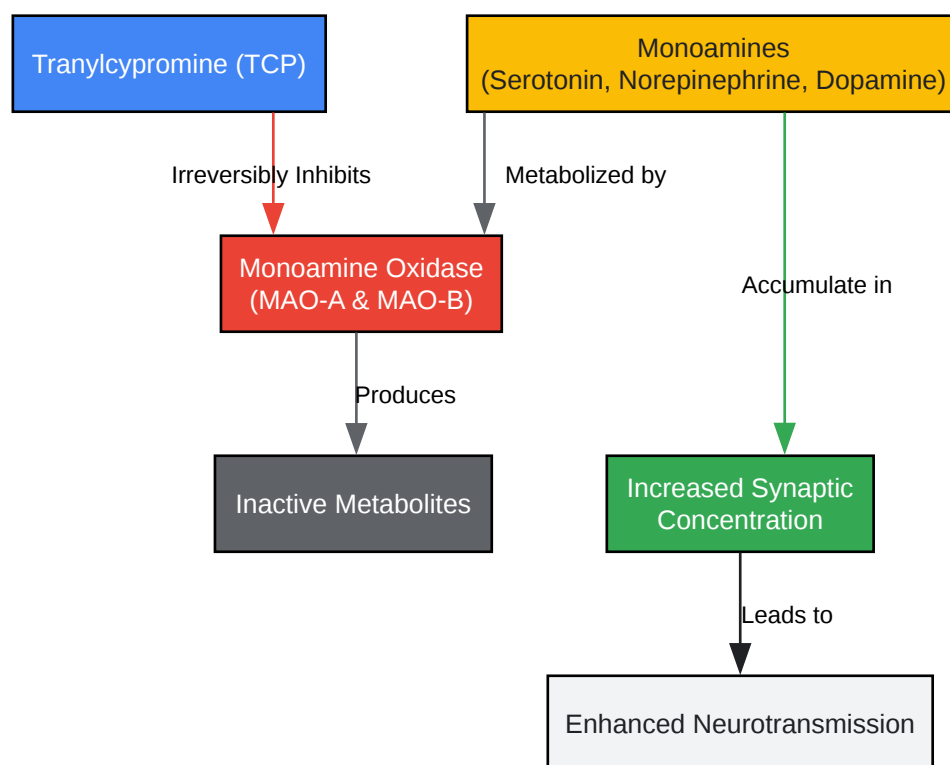 Tranylcypromine (TCP)
Monoamines
(Serotonin, Norepinephrine, Dopamine)
Irreversibly Inhibits
Metabolized by
Monoamine Oxidase
(MAO-A & MAO-B)
Accumulate in
Produces
Inactive Metabolites
Increased Synaptic
Concentration
Leads to
Enhanced Neurotransmission